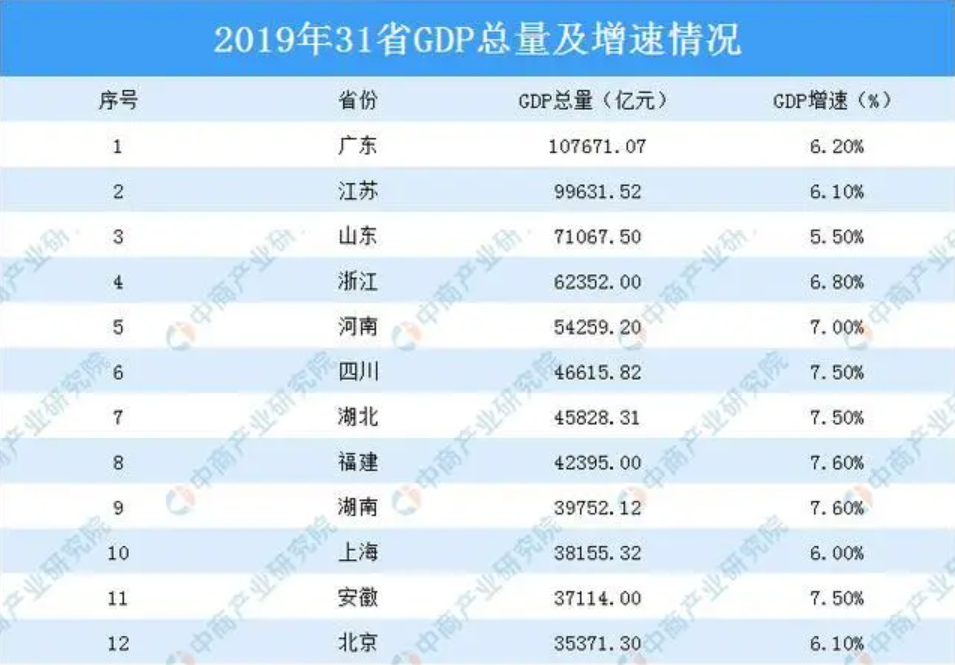 2019年31省GDP总量及增速情况
序号 省份 GDP总量（亿元） GDP增速（%）
1 广东 107671.07 6.20%
2 江苏 99631.52 6.10%
3 山东 71067.50 5.50%
4 浙江 62352.00 6.80%
5 河南 54259.20 7.00%
6 四川 46615.82 7.50%
7 湖北 45828.31 7.50%
8 福建 42395.00 7.60%
9 湖南 39752.12 7.60%
10 上海 38155.32 6.00%
11 安徽 37114.00 7.50%
12 北京 35371.30 6.10%
中商产业研究院